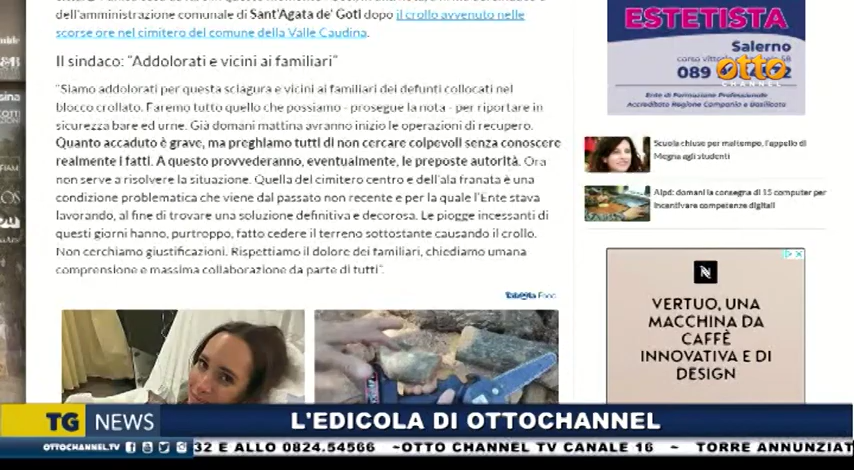 dell'amministrazione comunale di Sant'Agata de' Goti dopo il crollo avvenuto nelle
scorse ore nel cimitero del comune della Valle Caudina.
Il sindaco: "Addolorati e vicini ai familiari"
"Siamo addolorati per questa sciagura e vicini ai familiari dei defunti collocati nel
blocco crollato. Faremo tutto quello che possiamo - prosegue la nota - per riportare in
sicurezza bare ed urne. Già domani mattina avranno inizio le operazioni di recupero.
Quanto accaduto è grave, ma preghiamo tutti di non cercare colpevoli senza conoscere
realmente i fatti. A questo provvederanno, eventualmente, le preposte autorità. Ora
non serve a risolvere la situazione. Quella del cimitero centro e dell'ala franata è una
condizione problematica che viene dal passato non recente e per la quale l'Ente stava
lavorando, al fine di trovare una soluzione definitiva e decorosa. Le piogge incessanti di
questi giorni hanno, purtroppo, fatto cedere il terreno sottostante causando il crollo.
Non cerchiamo giustificazioni. Rispettiamo il dolore dei familiari, chiediamo umana
comprensione e massima collaborazione da parte di tutti".
ESTETISTA
Salerno
corso
089
otto
CHANNEL
Ente di Formazione Professionale
Accreditato Regione Campania e Basilicata
Scuola chiuse per maltempo, l'appello di
Megna agli studenti
domani la consegna di 15 computer per
incentivare competenze digitali
N
VERTUO, UNA
MACCHINA DA
CAFFÈ
INNOVATIVA E DI
DESIGN
TG NEWS
L'EDICOLA DI OTTOCHANNEL
OTTOCHANNEL.TV
32 E ALLO 0824.54566 ~OTTO CHANNEL TV CANALE 16 ~ TORRE ANNUNZIAT